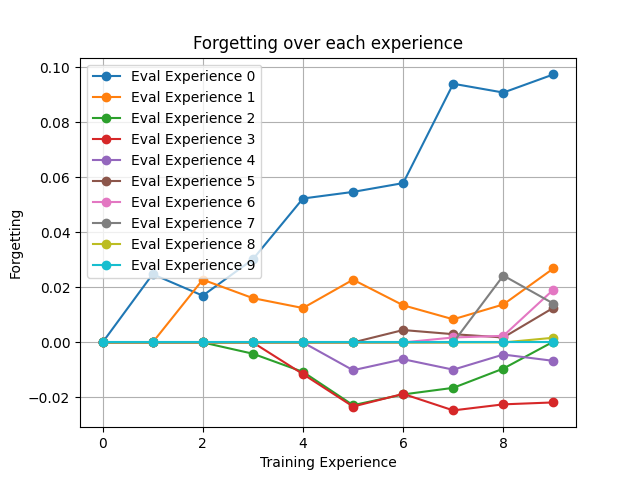 Forgetting over each experience
0.10
0.08
0.06
0.04
0.02
0.00
−0.02
Forgetting
Eval Experience 0
Eval Experience 1
Eval Experience 2
Eval Experience 3
Eval Experience 4
Eval Experience 5
Eval Experience 6
Eval Experience 7
Eval Experience 8
Eval Experience 9
0 2 4 6 8
Training Experience